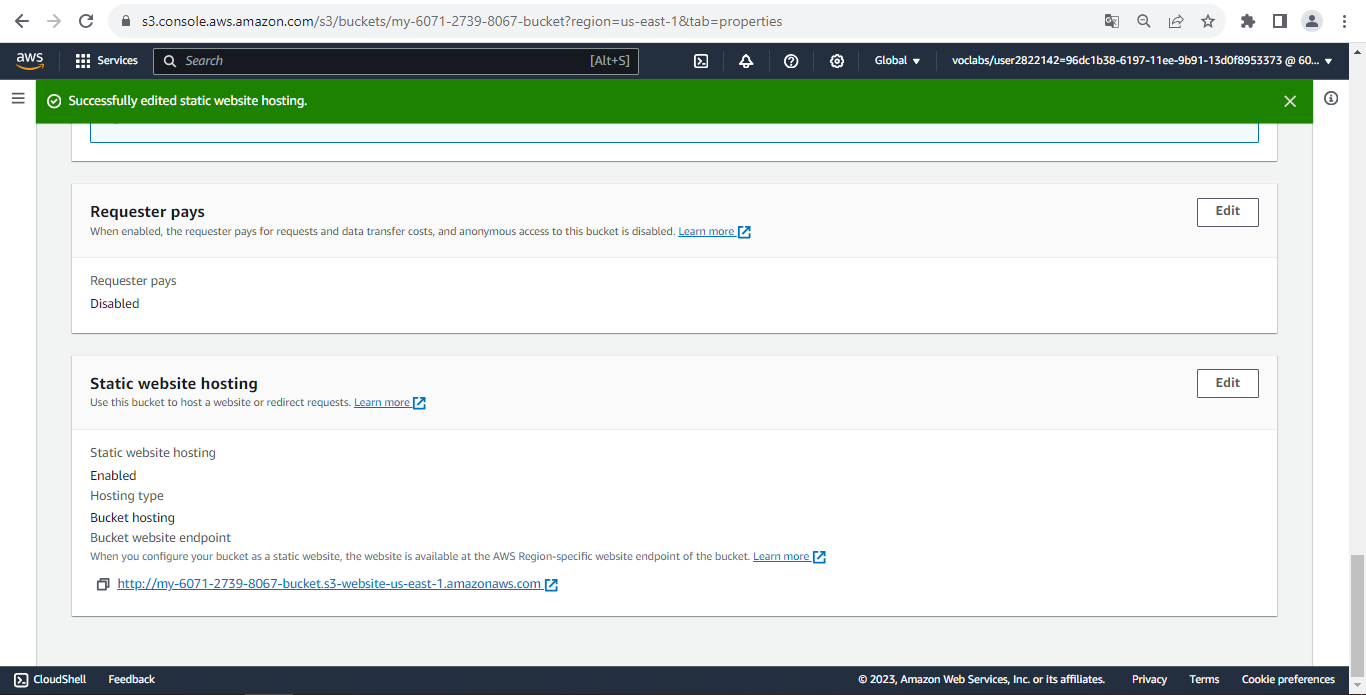 s3.console.aws.amazon.com/s3/buckets/my-6071-2739-8067-bucket?region=us-east-1&tab=properties
aws Services Search [Alt+S] Global voclabs/user2822142=96dc1b38-6197-11ee-9b91-13d0f8953373 @ 60...
Successfully edited static website hosting.
Requester pays Edit
When enabled, the requester pays for requests and data transfer costs, and anonymous access to this bucket is disabled. Learn more
Requester pays
Disabled
Static website hosting Edit
Use this bucket to host a website or redirect requests. Learn more
Static website hosting
Enabled
Hosting type
Bucket hosting
Bucket website endpoint
When you configure your bucket as a static website, the website is available at the AWS Region-specific website endpoint of the bucket. Learn more
http://my-6071-2739-8067-bucket.s3-website-us-east-1.amazonaws.com
CloudShell Feedback © 2023, Amazon Web Services, Inc. or its affiliates. Privacy Terms Cookie preferences